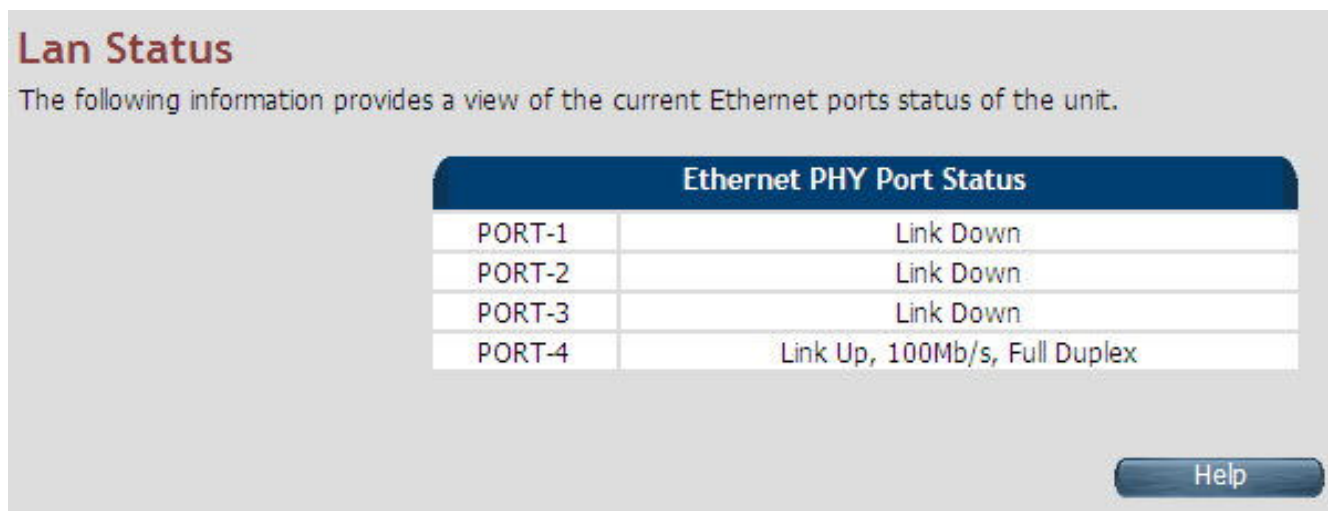 Lan Status
The following information provides a view of the current Ethernet ports status of the unit.
Ethernet PHY Port Status
PORT-1 Link Down
PORT-2 Link Down
PORT-3 Link Down
PORT-4 Link Up, 100Mb/s, Full Duplex
Help